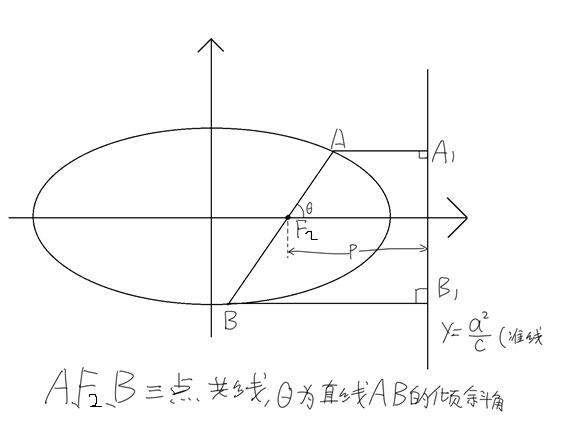 A
A₁
θ
F₂
P
B₁
B
Y=a²/c (准线
A、F₂、B三点共线,θ为直线AB的倾斜角